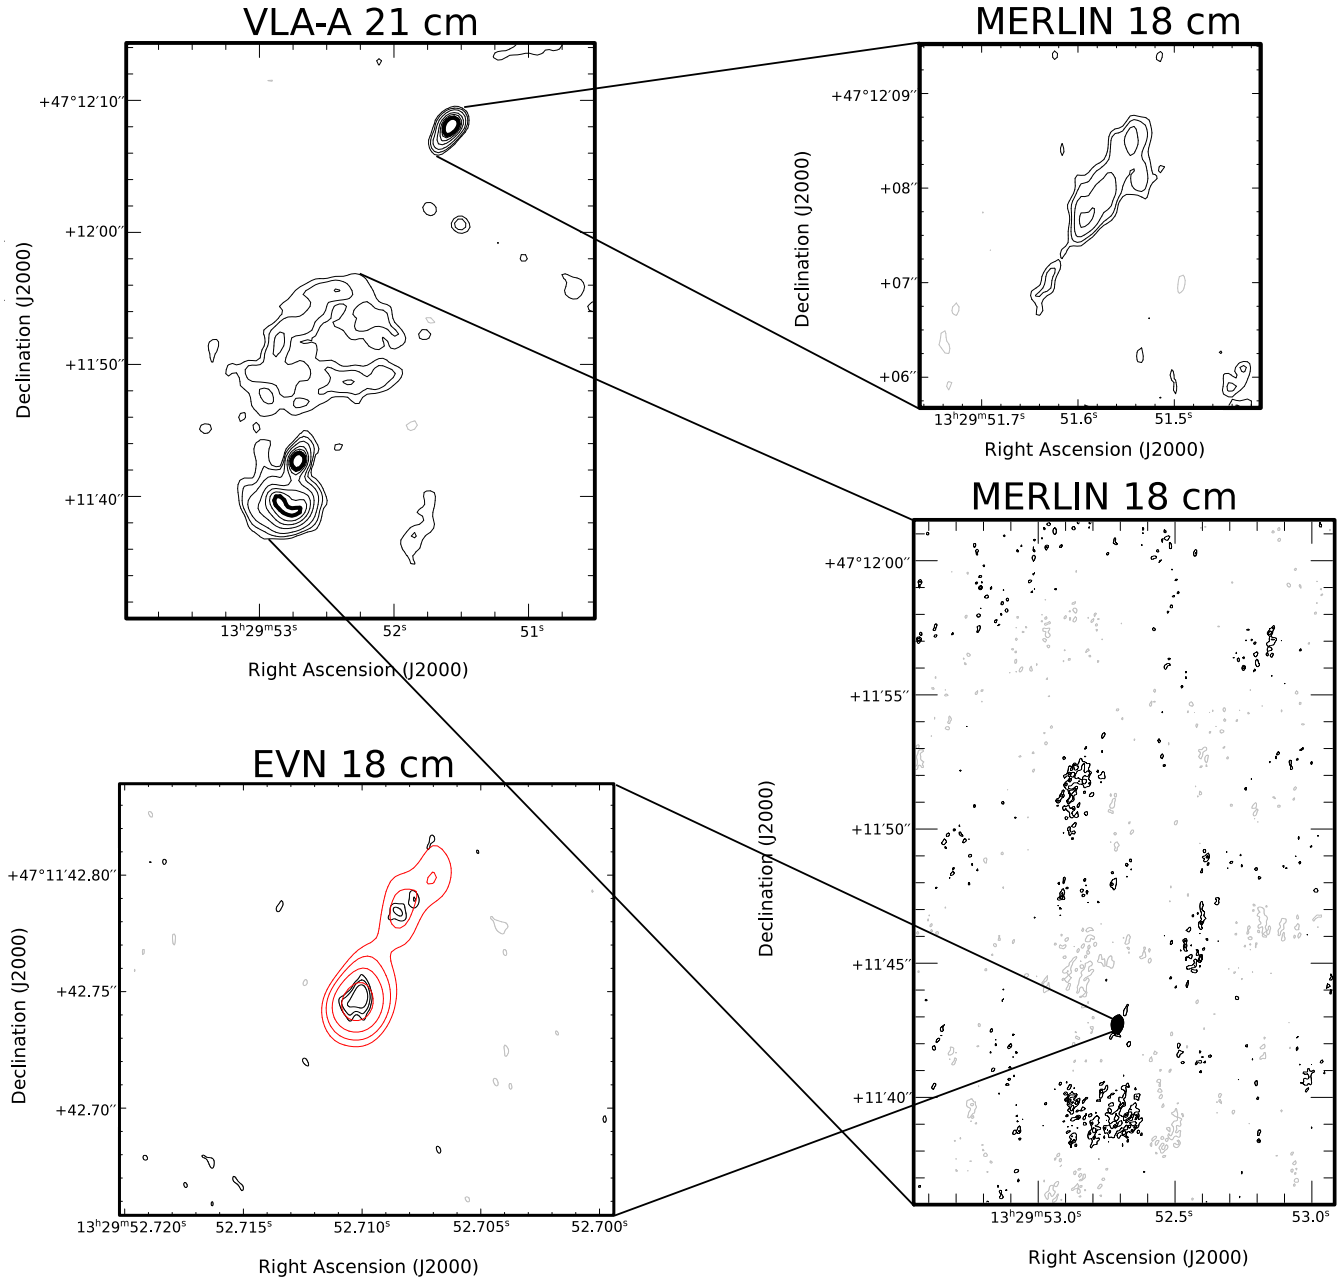 VLA-A 21 cm
+47°12′10′′
+12′00′′
+11′50′′
+11′40′′
Declination (J2000)
13ʰ29ᵐ53ˢ 52ˢ 51ˢ
Right Ascension (J2000)
MERLIN 18 cm
+47°12′09′′
+08′′
+07′′
+06′′
Declination (J2000)
13ʰ29ᵐ51.7ˢ 51.6ˢ 51.5ˢ
Right Ascension (J2000)
MERLIN 18 cm
+47°12′00′′
+11′55′′
+11′50′′
+11′45′′
+11′40′′
Declination (J2000)
13ʰ29ᵐ53.0ˢ 52.5ˢ 53.0ˢ
Right Ascension (J2000)
EVN 18 cm
+47°11′42.80′′
+42.75′′
+42.70′′
Declination (J2000)
13ʰ29ᵐ52.720ˢ 52.715ˢ 52.710ˢ 52.705ˢ 52.700ˢ
Right Ascension (J2000)